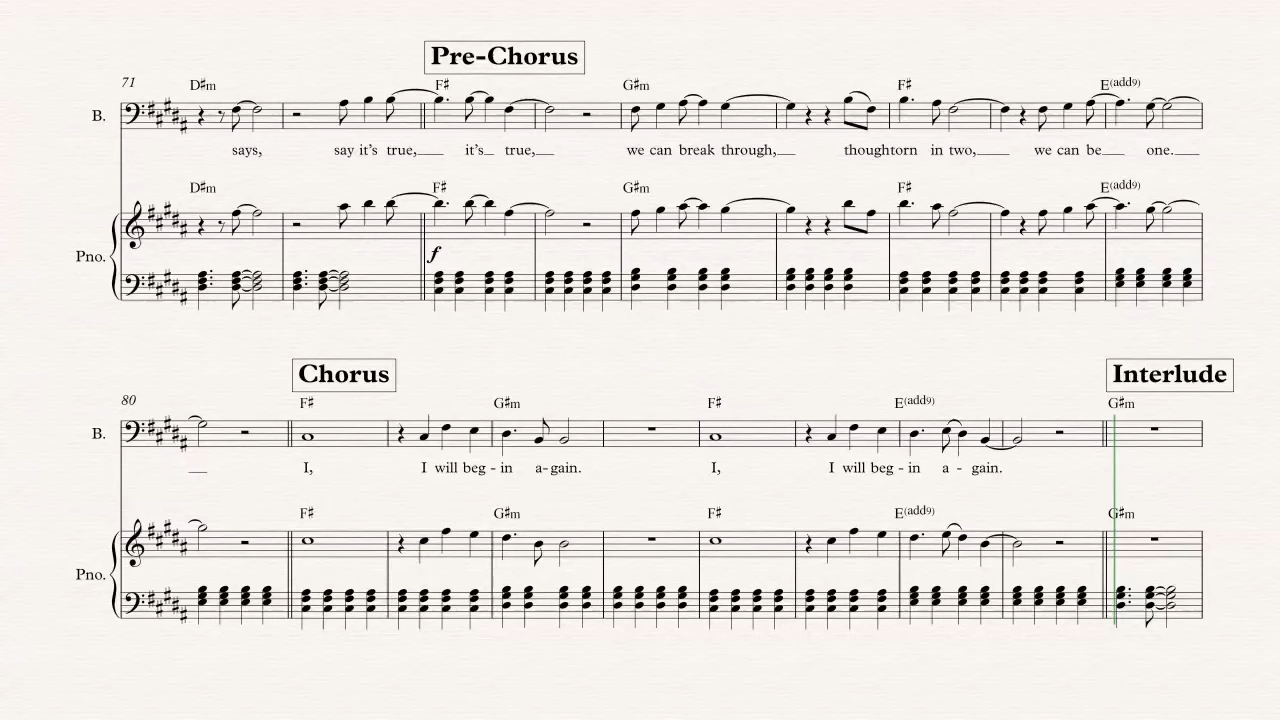 Pre-Chorus
71 D♯m F♯ G♯m F♯ E(add9)
B.
says, say it's true, it's true, we can break through, thoughtorn in two, we can be one.
D♯m F♯ G♯m F♯ E(add9)
Pno.
f
Chorus Interlude
80 F♯ G♯m F♯ E(add9) G♯m
B.
I, I will beg - in a-gain. I, I will beg - in a - gain.
F♯ G♯m F♯ E(add9) G♯m
Pno.